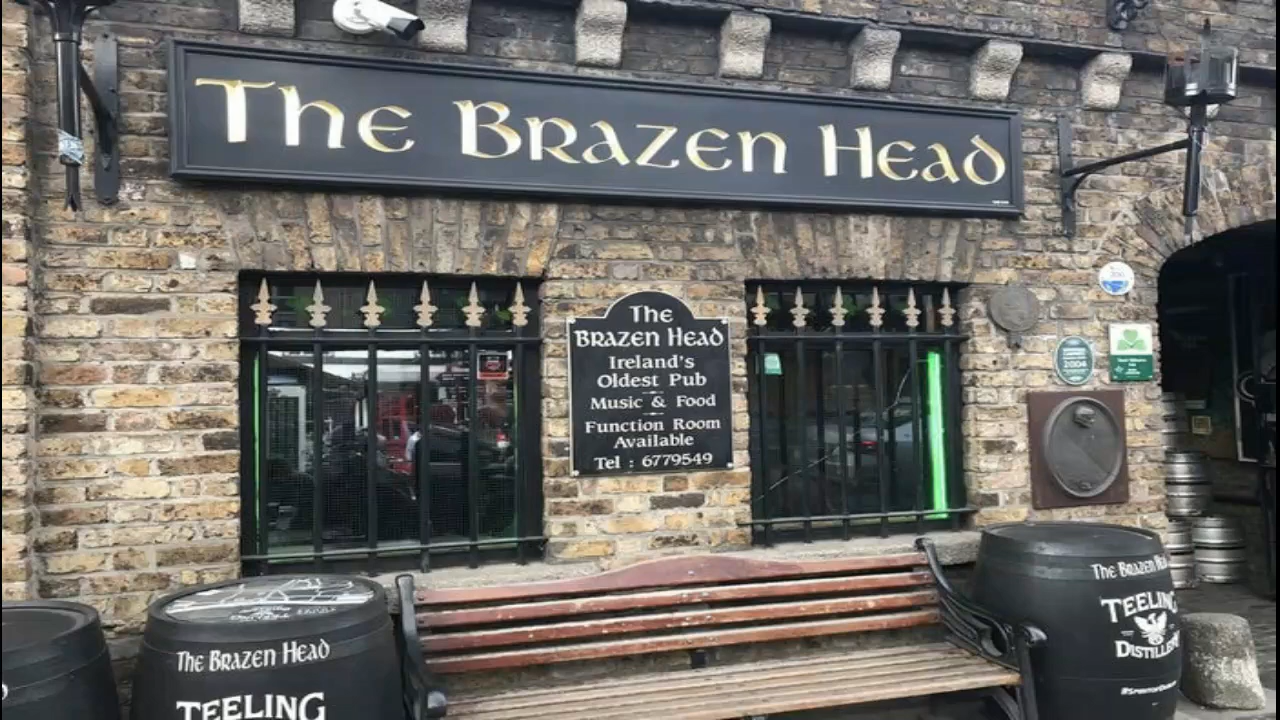 The Brazen Head
The
Brazen Head
Ireland's
Oldest Pub
Music & Food
Function Room
Available
Tel : 6779549
2004
The Brazen Head
TEELING
The Brazen Head
TEELING
DISTILLERY